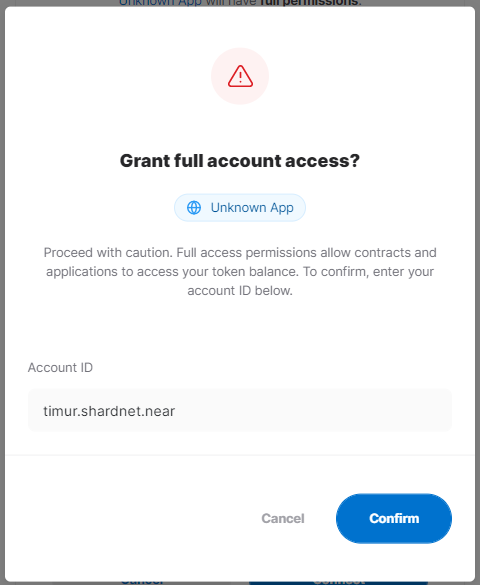 Unknown App will have full permissions.
Grant full account access?
Unknown App
Proceed with caution. Full access permissions allow contracts and
applications to access your token balance. To confirm, enter your
account ID below.
Account ID
timur.shardnet.near
Cancel
Confirm
Cancel
Connect